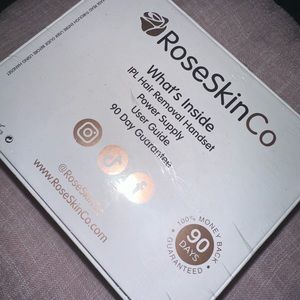 RoseSkinCo
What's Inside
IPL Hair Removal Handset
Power Supply
User Guide
90 Day Guarantee
www.RoseSkinCo.com
100% MONEY BACK
90
DAYS
GUARANTEED